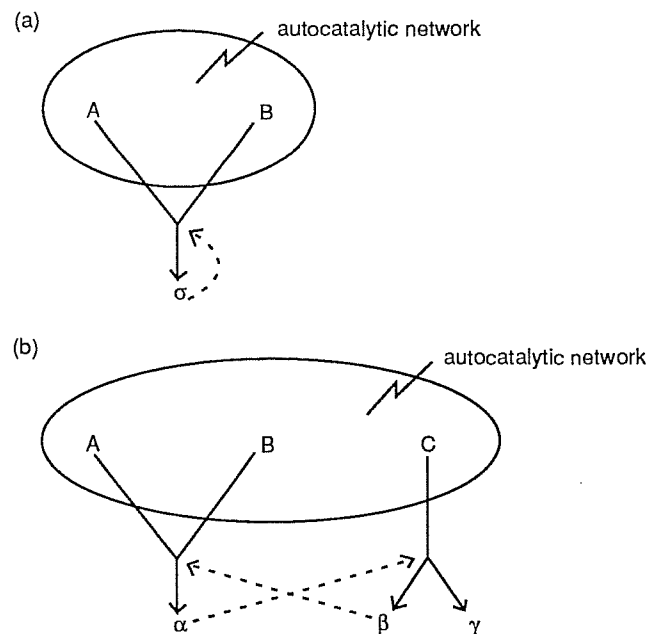 (a)
autocatalytic network
A B
σ
(b)
autocatalytic network
A B C
α β γ